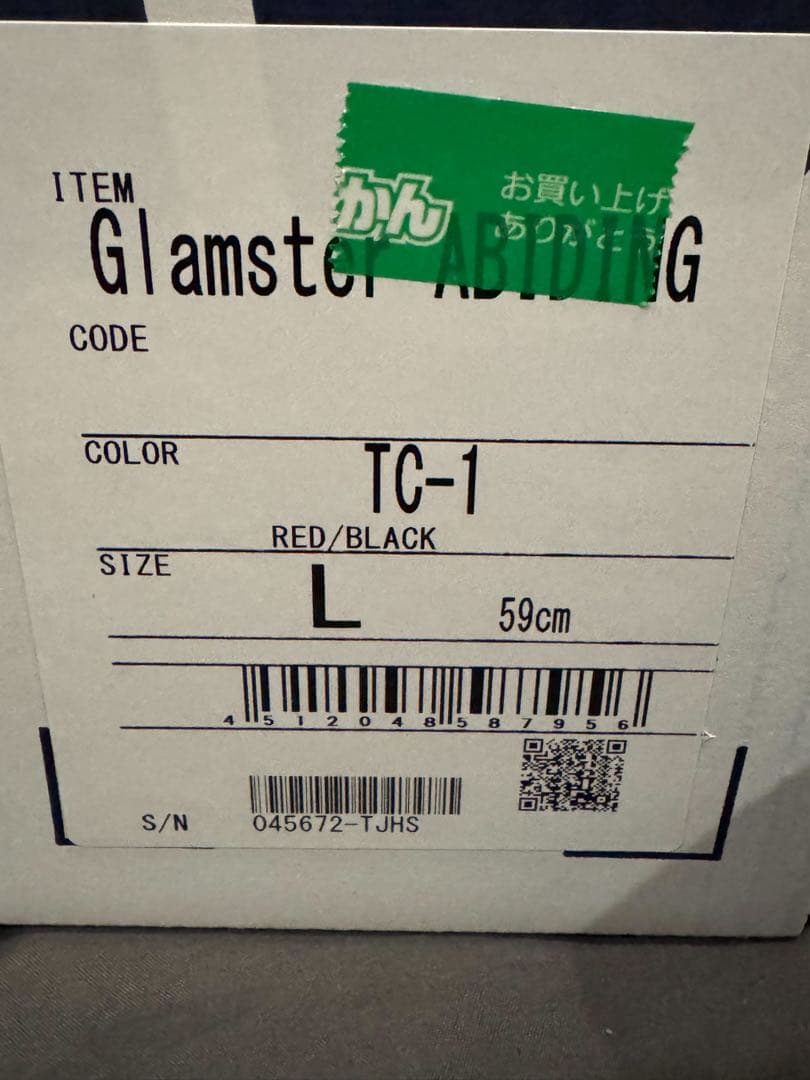 ITEM
かん
お買い上げ
ありがとう
Glamster ABIDING
CODE
COLOR
TC-1
RED/BLACK
SIZE
L 59cm
4512048587956
S/N 045672-TJHS